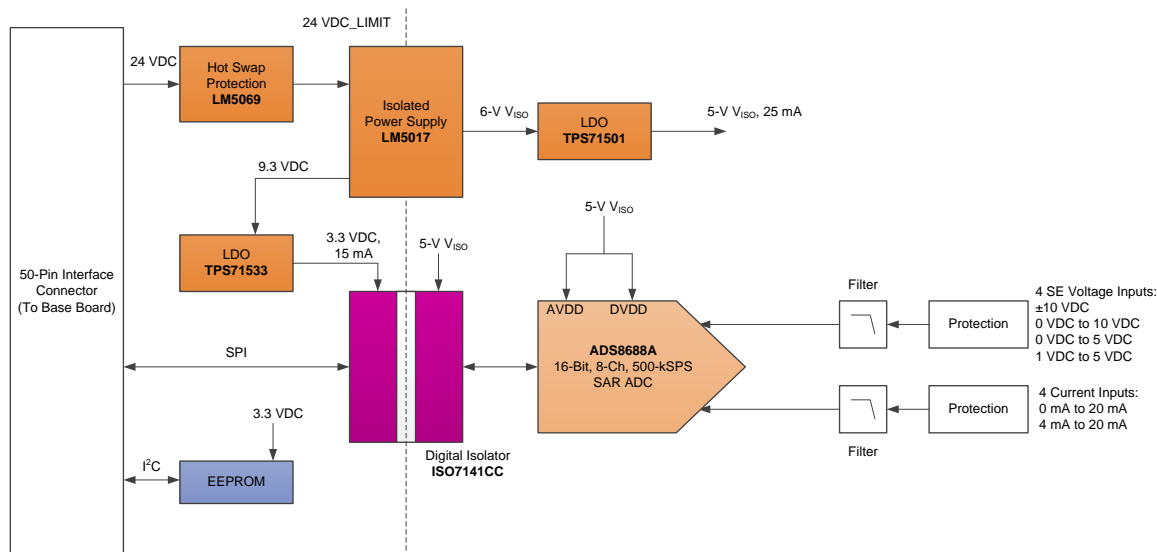 24 VDC_LIMIT
24 VDC
Hot Swap
Protection
LM5069
Isolated
Power Supply
LM5017
6-V VISO
LDO
TPS71501
5-V VISO, 25 mA
9.3 VDC
LDO
TPS71533
3.3 VDC,
15 mA
5-V VISO
5-V VISO
50-Pin Interface
Connector
(To Base Board)
SPI
AVDD
DVDD
ADS8688A
16-Bit, 8-Ch, 500-kSPS
SAR ADC
Filter
Protection
4 SE Voltage Inputs:
±10 VDC
0 VDC to 10 VDC
0 VDC to 5 VDC
1 VDC to 5 VDC
Protection
4 Current Inputs:
0 mA to 20 mA
4 mA to 20 mA
Filter
3.3 VDC
I²C
EEPROM
Digital Isolator
ISO7141CC